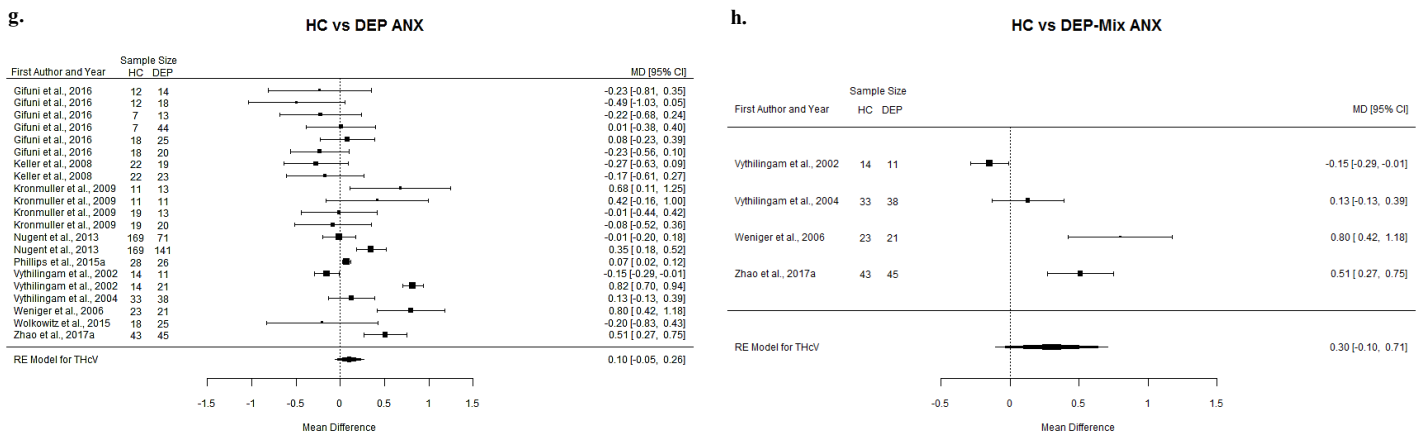 g.
HC vs DEP ANX
Sample Size
First Author and Year HC DEP MD [95% CI]
Gifuni et al., 2016 12 14 -0.23 [-0.81, 0.35]
Gifuni et al., 2016 12 18 -0.49 [-1.03, 0.05]
Gifuni et al., 2016 7 13 -0.22 [-0.68, 0.24]
Gifuni et al., 2016 7 44 0.01 [-0.38, 0.40]
Gifuni et al., 2016 18 25 0.08 [-0.23, 0.39]
Gifuni et al., 2016 18 20 -0.23 [-0.56, 0.10]
Keller et al., 2008 22 19 -0.27 [-0.63, 0.09]
Keller et al., 2008 22 23 -0.17 [-0.61, 0.27]
Kronmuller et al., 2009 11 13 0.68 [ 0.11, 1.25]
Kronmuller et al., 2009 11 11 0.42 [-0.16, 1.00]
Kronmuller et al., 2009 19 13 -0.01 [-0.44, 0.42]
Kronmuller et al., 2009 19 20 -0.08 [-0.52, 0.36]
Nugent et al., 2013 169 71 -0.01 [-0.20, 0.18]
Nugent et al., 2013 169 141 0.35 [ 0.18, 0.52]
Phillips et al., 2015a 28 26 0.07 [ 0.02, 0.12]
Vythilingam et al., 2002 14 11 -0.15 [-0.29, -0.01]
Vythilingam et al., 2002 14 21 0.82 [ 0.70, 0.94]
Vythilingam et al., 2004 33 38 0.13 [-0.13, 0.39]
Weniger et al., 2006 23 21 0.80 [ 0.42, 1.18]
Wolkowitz et al., 2015 18 25 -0.20 [-0.83, 0.43]
Zhao et al., 2017a 43 45 0.51 [ 0.27, 0.75]
RE Model for THcV 0.10 [-0.05, 0.26]
-1.5 -1 -0.5 0 0.5 1 1.5
Mean Difference
h.
HC vs DEP-Mix ANX
Sample Size
First Author and Year HC DEP MD [95% CI]
Vythilingam et al., 2002 14 11 -0.15 [-0.29, -0.01]
Vythilingam et al., 2004 33 38 0.13 [-0.13, 0.39]
Weniger et al., 2006 23 21 0.80 [ 0.42, 1.18]
Zhao et al., 2017a 43 45 0.51 [ 0.27, 0.75]
RE Model for THcV 0.30 [-0.10, 0.71]
-0.5 0 0.5 1 1.5
Mean Difference